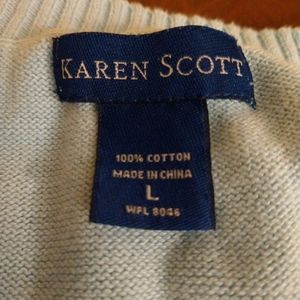 KAREN SCOTT
100% COTTON
MADE IN CHINA
L
WPL 8046